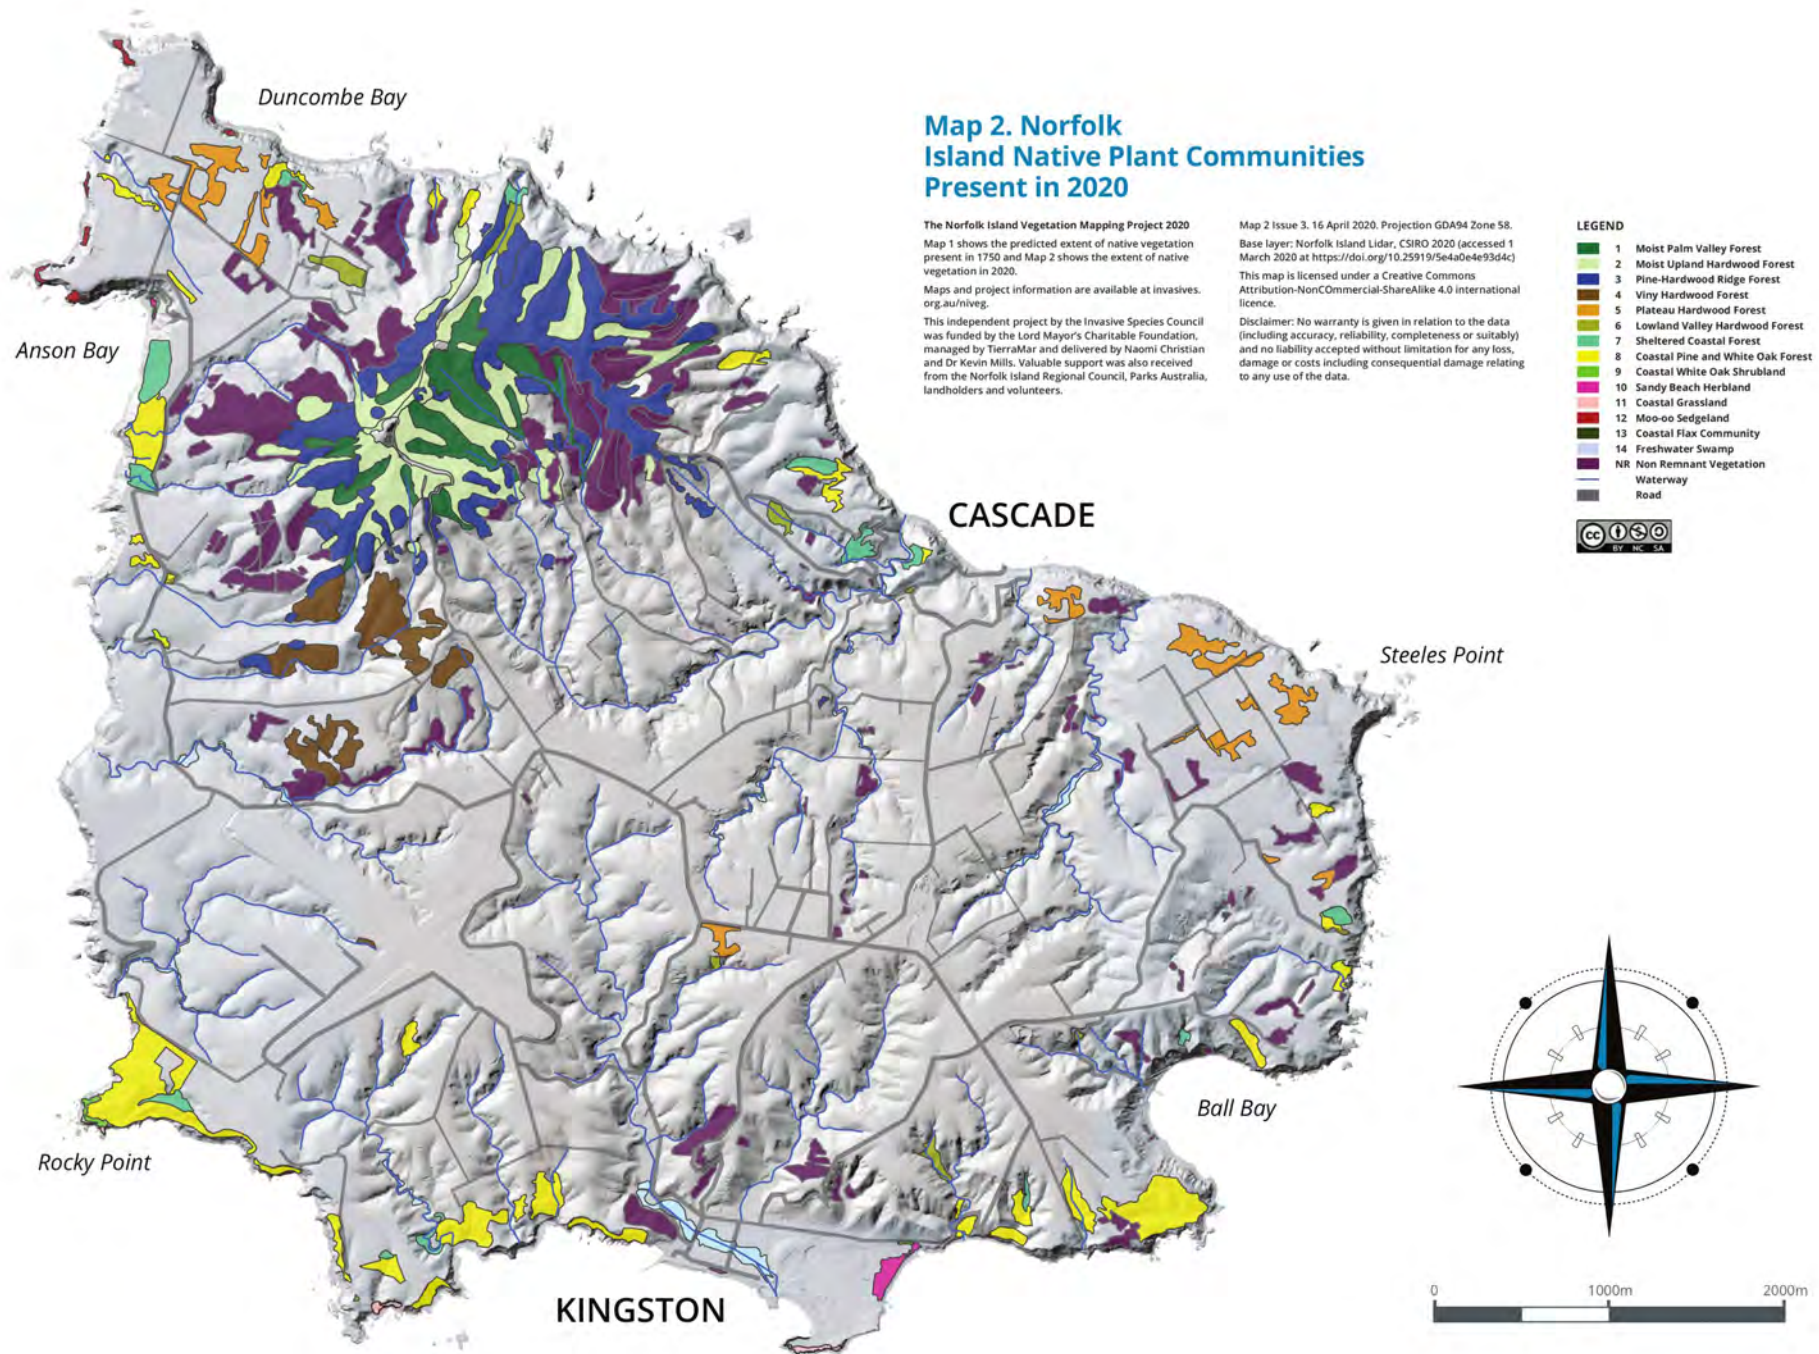 Duncombe Bay
Map 2. Norfolk
Island Native Plant Communities
Present in 2020
The Norfolk Island Vegetation Mapping Project 2020
Map 1 shows the predicted extent of native vegetation
present in 1750 and Map 2 shows the extent of native
vegetation in 2020.
Maps and project information are available at invasives.
org.au/niveg.
This independent project by the Invasive Species Council
was funded by the Lord Mayor's Charitable Foundation,
managed by TierraMar and delivered by Naomi Christian
and Dr Kevin Mills. Valuable support was also received
from the Norfolk Island Regional Council, Parks Australia,
landholders and volunteers.
Map 2 Issue 3. 16 April 2020. Projection GDA94 Zone 58.
Base layer: Norfolk Island Lidar, CSIRO 2020 (accessed 1
March 2020 at https://doi.org/10.25919/5e4a0e4e93d4c)
This map is licensed under a Creative Commons
Attribution-NonCOmmercial-ShareAlike 4.0 international
licence.
Disclaimer: No warranty is given in relation to the data
(including accuracy, reliability, completeness or suitably)
and no liability accepted without limitation for any loss,
damage or costs including consequential damage relating
to any use of the data.
LEGEND
1 Moist Palm Valley Forest
2 Moist Upland Hardwood Forest
3 Pine-Hardwood Ridge Forest
4 Viny Hardwood Forest
5 Plateau Hardwood Forest
6 Lowland Valley Hardwood Forest
7 Sheltered Coastal Forest
8 Coastal Pine and White Oak Forest
9 Coastal White Oak Shrubland
10 Sandy Beach Herbland
11 Coastal Grassland
12 Moo-oo Sedgeland
13 Coastal Flax Community
14 Freshwater Swamp
NR Non Remnant Vegetation
Waterway
Road
cc
BY NC SA
Anson Bay
CASCADE
Steeles Point
Ball Bay
Rocky Point
KINGSTON
0 1000m 2000m